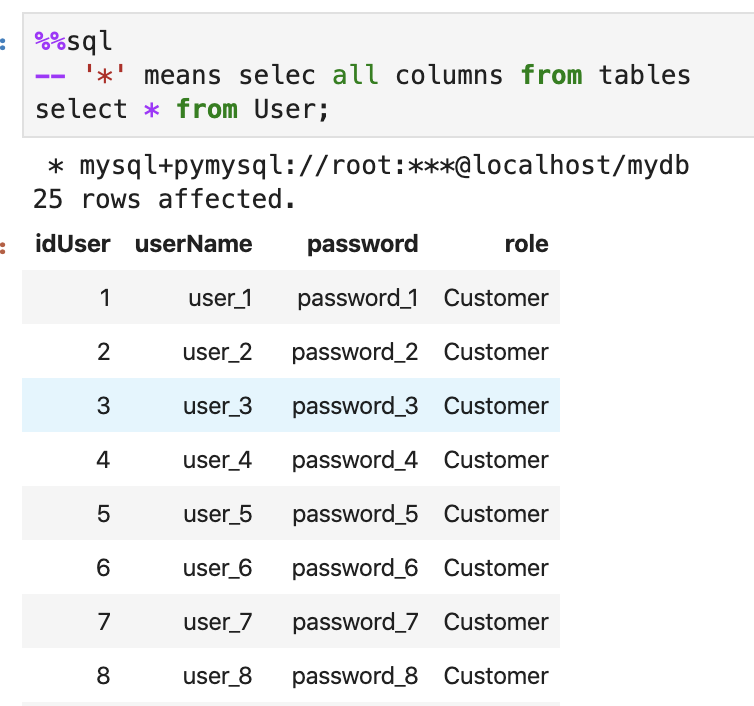 %%sql
-- '*' means selec all columns from tables
select * from User;
* mysql+pymysql://root:***@localhost/mydb
25 rows affected.
idUser userName password role
1 user_1 password_1 Customer
2 user_2 password_2 Customer
3 user_3 password_3 Customer
4 user_4 password_4 Customer
5 user_5 password_5 Customer
6 user_6 password_6 Customer
7 user_7 password_7 Customer
8 user_8 password_8 Customer